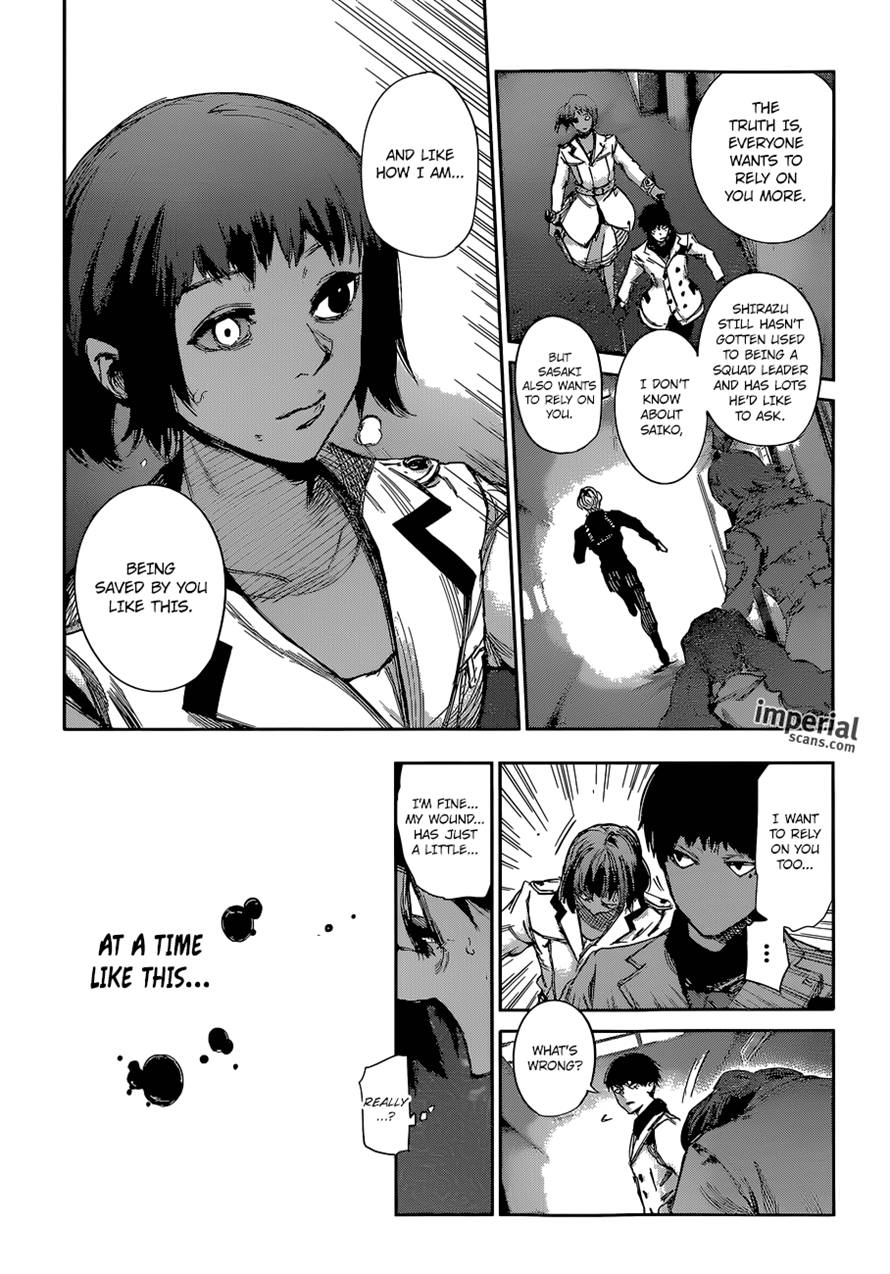 THE
TRUTH IS,
EVERYONE
WANTS TO
RELY ON
YOU MORE.
SHIRAZU
STILL HASN'T
GOTTEN USED
TO BEING A
SQUAD LEADER
AND HAS LOTS
HE'D LIKE
TO ASK.
I DON'T
KNOW
ABOUT
SAIKO,
BUT
SASAKI
ALSO WANTS
TO RELY ON
YOU.
AND LIKE
HOW I AM...
BEING
SAVED BY YOU
LIKE THIS.
imperial
scans.com
I WANT
TO RELY
ON YOU
TOO...
...
WHAT'S
WRONG?
I'M FINE...
MY WOUND...
HAS JUST
A LITTLE...
REALLY
...?
AT A TIME
LIKE THIS...